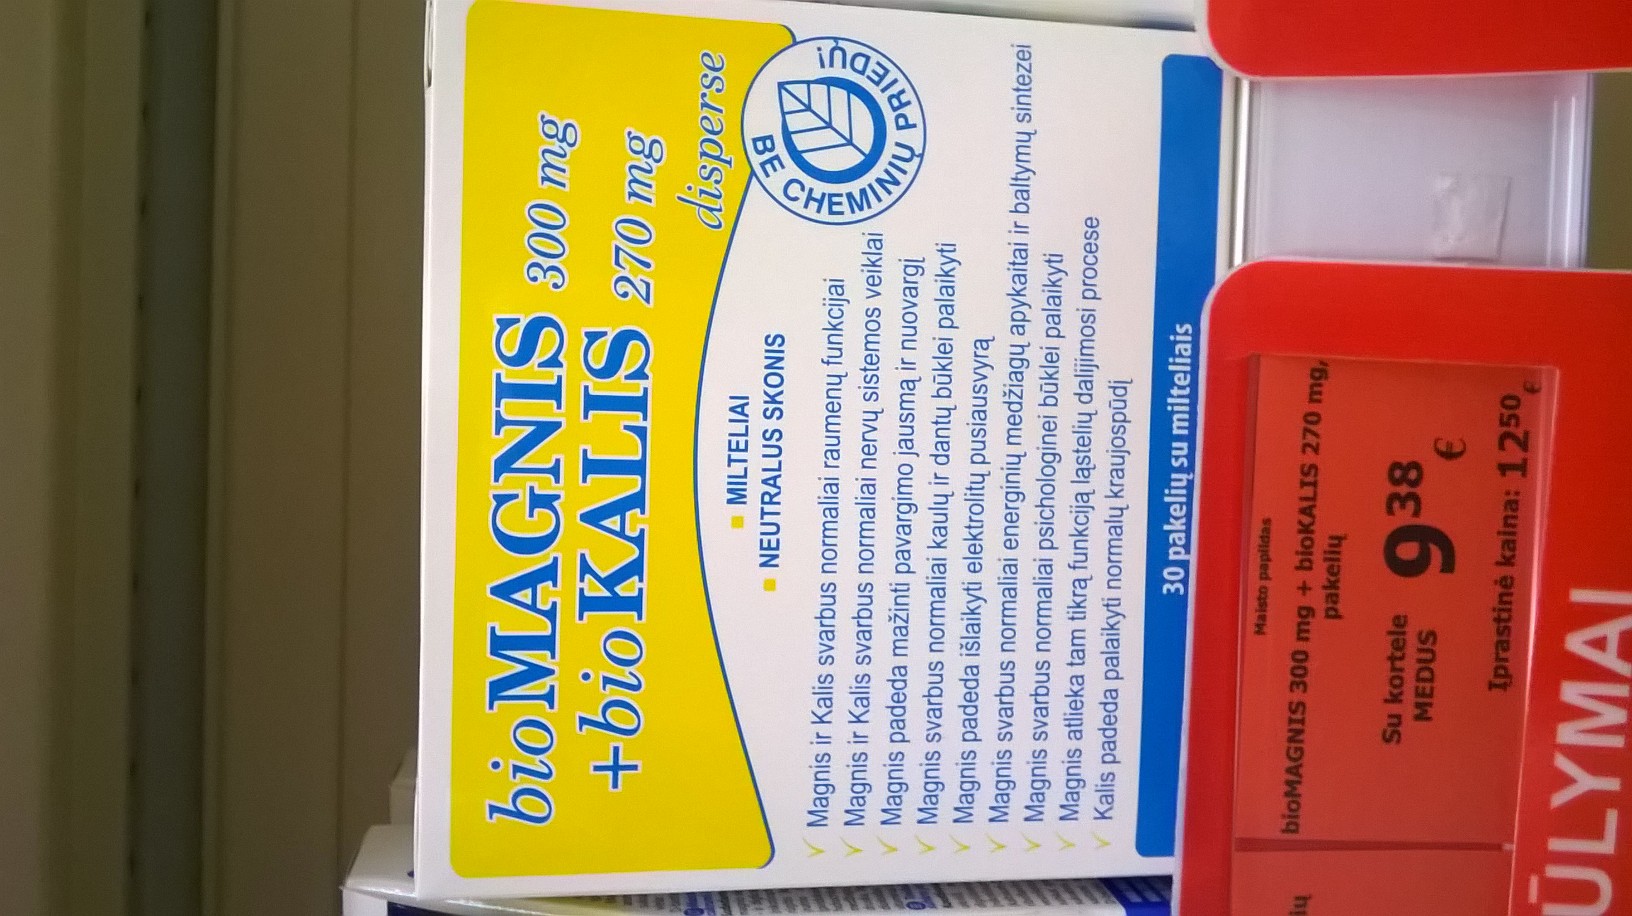 bioMAGNIS 300 mg
+bioKALIS 270 mg
disperse
BE CHEMINIŲ PRIEDŲ!
MILTELIAI
NEUTRALUS SKONIS
Magnis ir Kalis svarbus normaliai raumenų funkcijai
Magnis ir Kalis svarbus normaliai nervų sistemos veiklai
Magnis padeda mažinti pavargimo jausmą ir nuovargį
Magnis svarbus normaliai kaulų ir dantų būklei palaikyti
Magnis padeda išlaikyti elektrolitų pusiausvyrą
Magnis svarbus normaliai energinių medžiagų apykaitai ir baltymų sintezei
Magnis svarbus normaliai psichologinei būklei palaikyti
Magnis atlieka tam tikrą funkciją ląstelių dalijimosi procese
Kalis padeda palaikyti normalų kraujospūdį
30 pakelių su milteliais
Maisto papildas
bioMAGNIS 300 mg + bioKALIS 270 mg,
pakelių
Su kortele
MEDUS
9 38 €
Įprastinė kaina: 12 50 €
ŪLYMAI